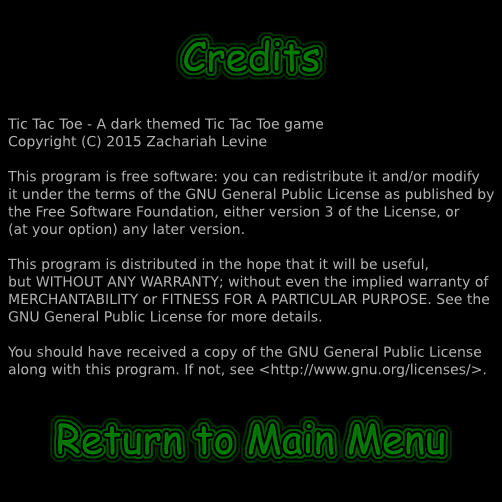 Credits
Tic Tac Toe - A dark themed Tic Tac Toe game
Copyright (C) 2015 Zachariah Levine
This program is free software: you can redistribute it and/or modify
it under the terms of the GNU General Public License as published by
the Free Software Foundation, either version 3 of the License, or
(at your option) any later version.
This program is distributed in the hope that it will be useful,
but WITHOUT ANY WARRANTY; without even the implied warranty of
MERCHANTABILITY or FITNESS FOR A PARTICULAR PURPOSE. See the
GNU General Public License for more details.
You should have received a copy of the GNU General Public License
along with this program. If not, see <http://www.gnu.org/licenses/>.
Return to Main Menu